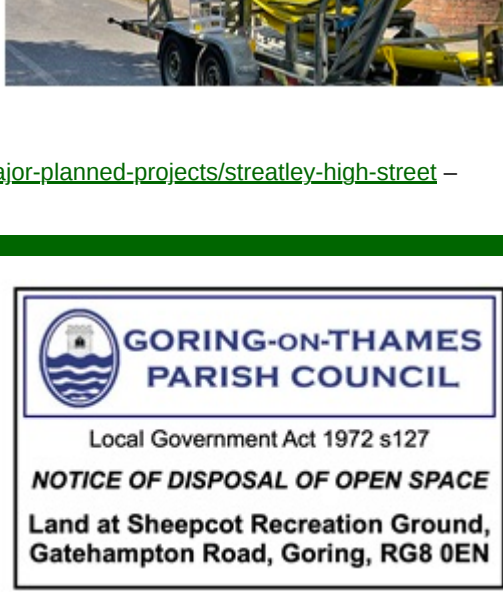 ajor-planned-projects/streatley-high-street –
GORING-ON-THAMES
PARISH COUNCIL
Local Government Act 1972 s127
NOTICE OF DISPOSAL OF OPEN SPACE
Land at Sheepcot Recreation Ground,
Gatehampton Road, Goring, RG8 0EN